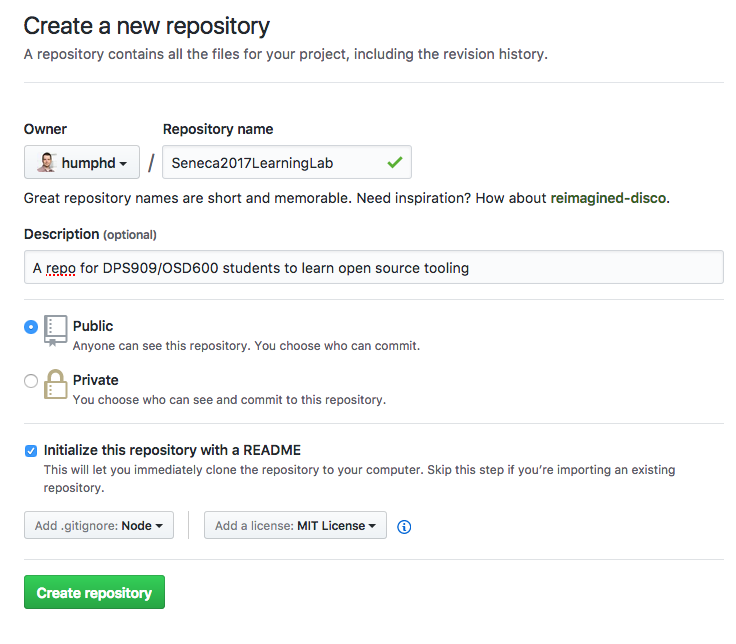 Create a new repository
A repository contains all the files for your project, including the revision history.
Owner Repository name
humphd / Seneca2017LearningLab
Great repository names are short and memorable. Need inspiration? How about reimagined-disco.
Description (optional)
A repo for DPS909/OSD600 students to learn open source tooling
Public
Anyone can see this repository. You choose who can commit.
Private
You choose who can see and commit to this repository.
Initialize this repository with a README
This will let you immediately clone the repository to your computer. Skip this step if you’re importing an existing
repository.
Add .gitignore: Node Add a license: MIT License
Create repository